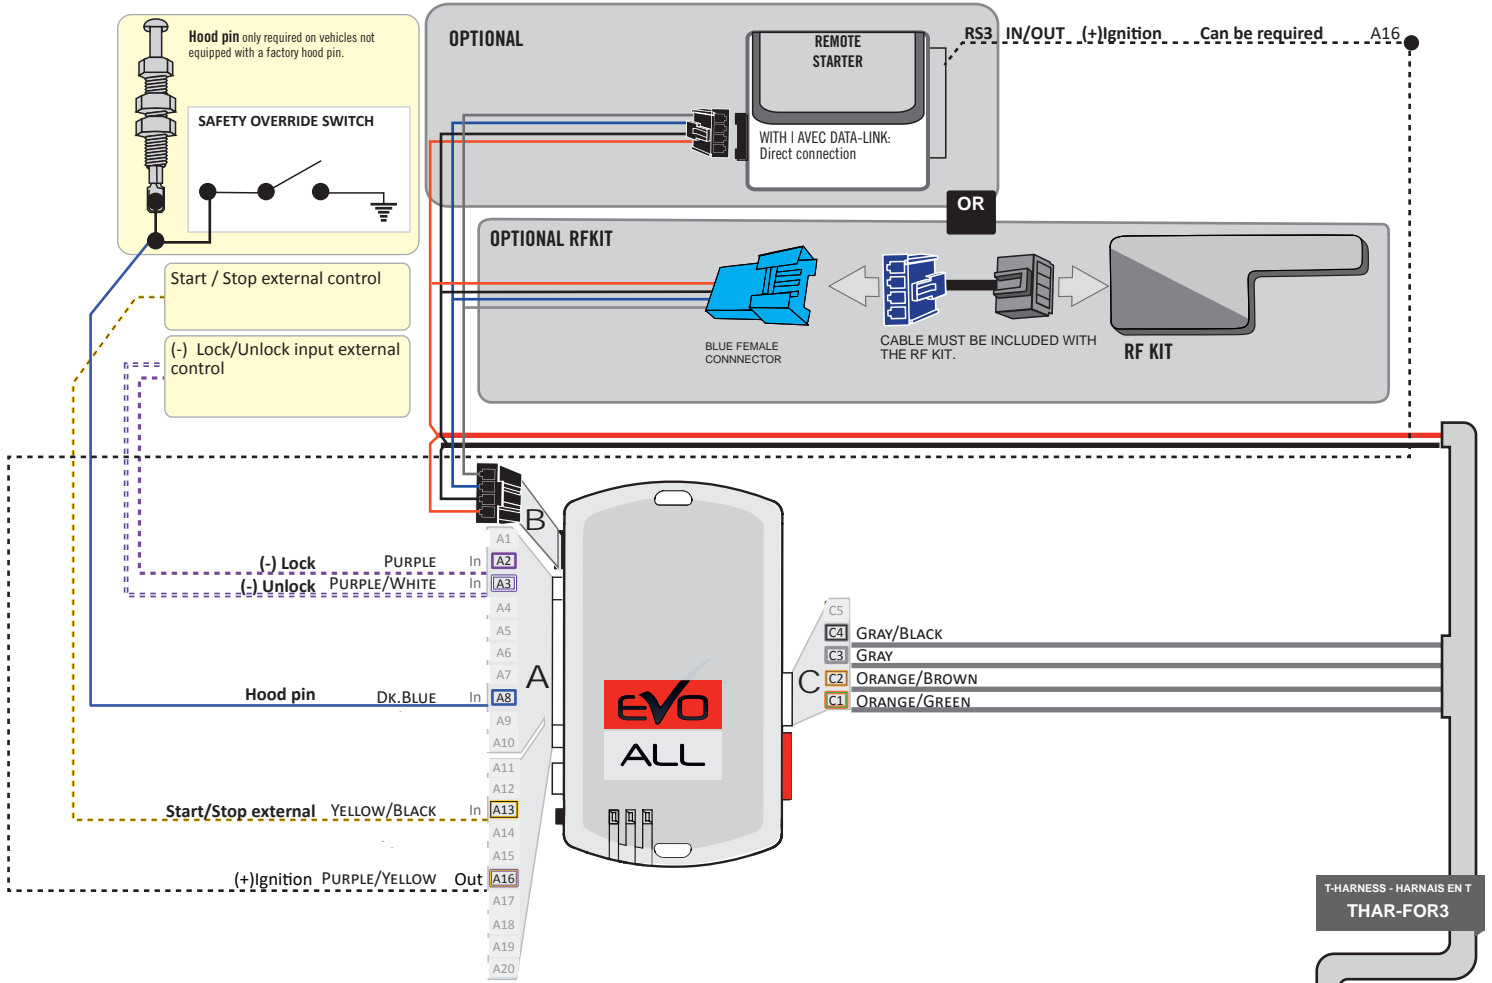 Hood pin only required on vehicles not
equipped with a factory hood pin.
SAFETY OVERRIDE SWITCH
OPTIONAL
REMOTE
STARTER
WITH | AVEC DATA-LINK:
Direct connection
RS3 IN/OUT (+)Ignition Can be required A16
OR
OPTIONAL RFKIT
BLUE FEMALE
CONNNECTOR
CABLE MUST BE INCLUDED WITH
THE RF KIT.
RF KIT
Start / Stop external control
(-) Lock/Unlock input external
control
B
A1
(-) Lock PURPLE In A2
(-) Unlock PURPLE/WHITE In A3
A4
A5
A6
A7
A
Hood pin DK.BLUE In A8
A9
A10
A11
A12
Start/Stop external YELLOW/BLACK In A13
A14
A15
(+)Ignition PURPLE/YELLOW Out A16
A17
A18
A19
A20
EVO
ALL
C
C5
C4 GRAY/BLACK
C3 GRAY
C2 ORANGE/BROWN
C1 ORANGE/GREEN
T-HARNESS - HARNAIS EN T
THAR-FOR3